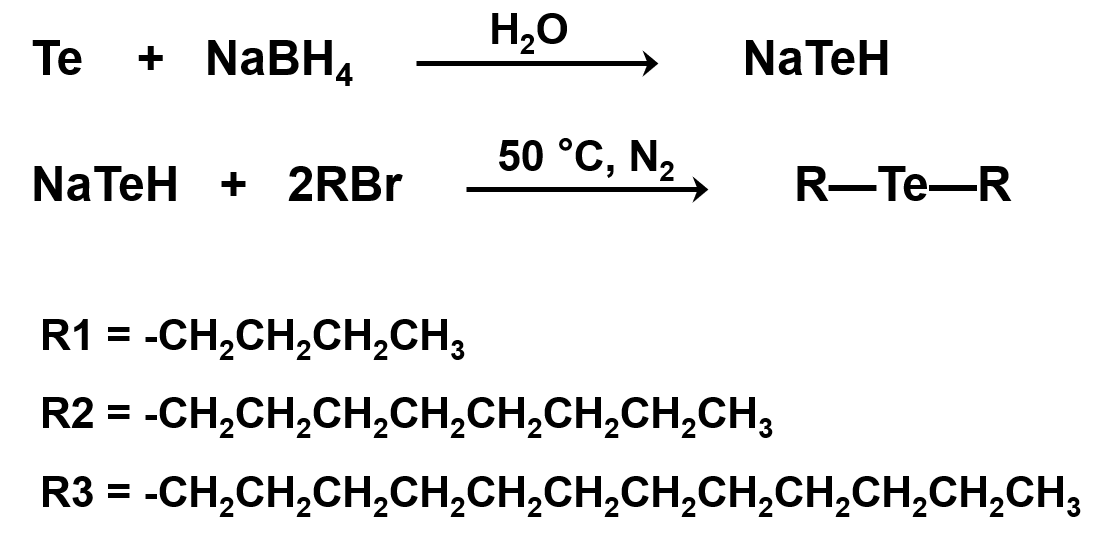 Te + NaBH₄ H₂O → NaTeH
NaTeH + 2RBr 50 °C, N₂ → R—Te—R
R1 = -CH₂CH₂CH₂CH₃
R2 = -CH₂CH₂CH₂CH₂CH₂CH₂CH₂CH₃
R3 = -CH₂CH₂CH₂CH₂CH₂CH₂CH₂CH₂CH₂CH₂CH₂CH₃